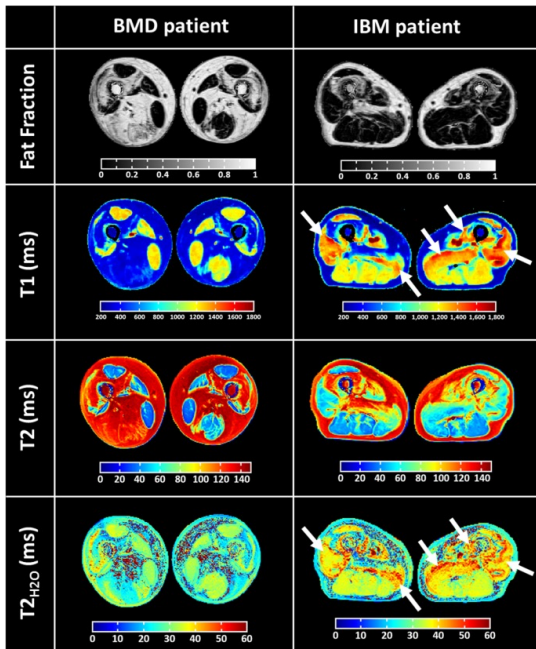 BMD patient
IBM patient
Fat Fraction
0 0.2 0.4 0.6 0.8 1
0 0.2 0.4 0.6 0.8 1
T1 (ms)
200 400 600 800 1000 1200 1400 1600 1800
200 400 600 800 1,000 1,200 1,400 1,600 1,800
T2 (ms)
0 20 40 60 80 100 120 140
0 20 40 60 80 100 120 140
T2H2O (ms)
0 10 20 30 40 50 60
0 10 20 30 40 50 60